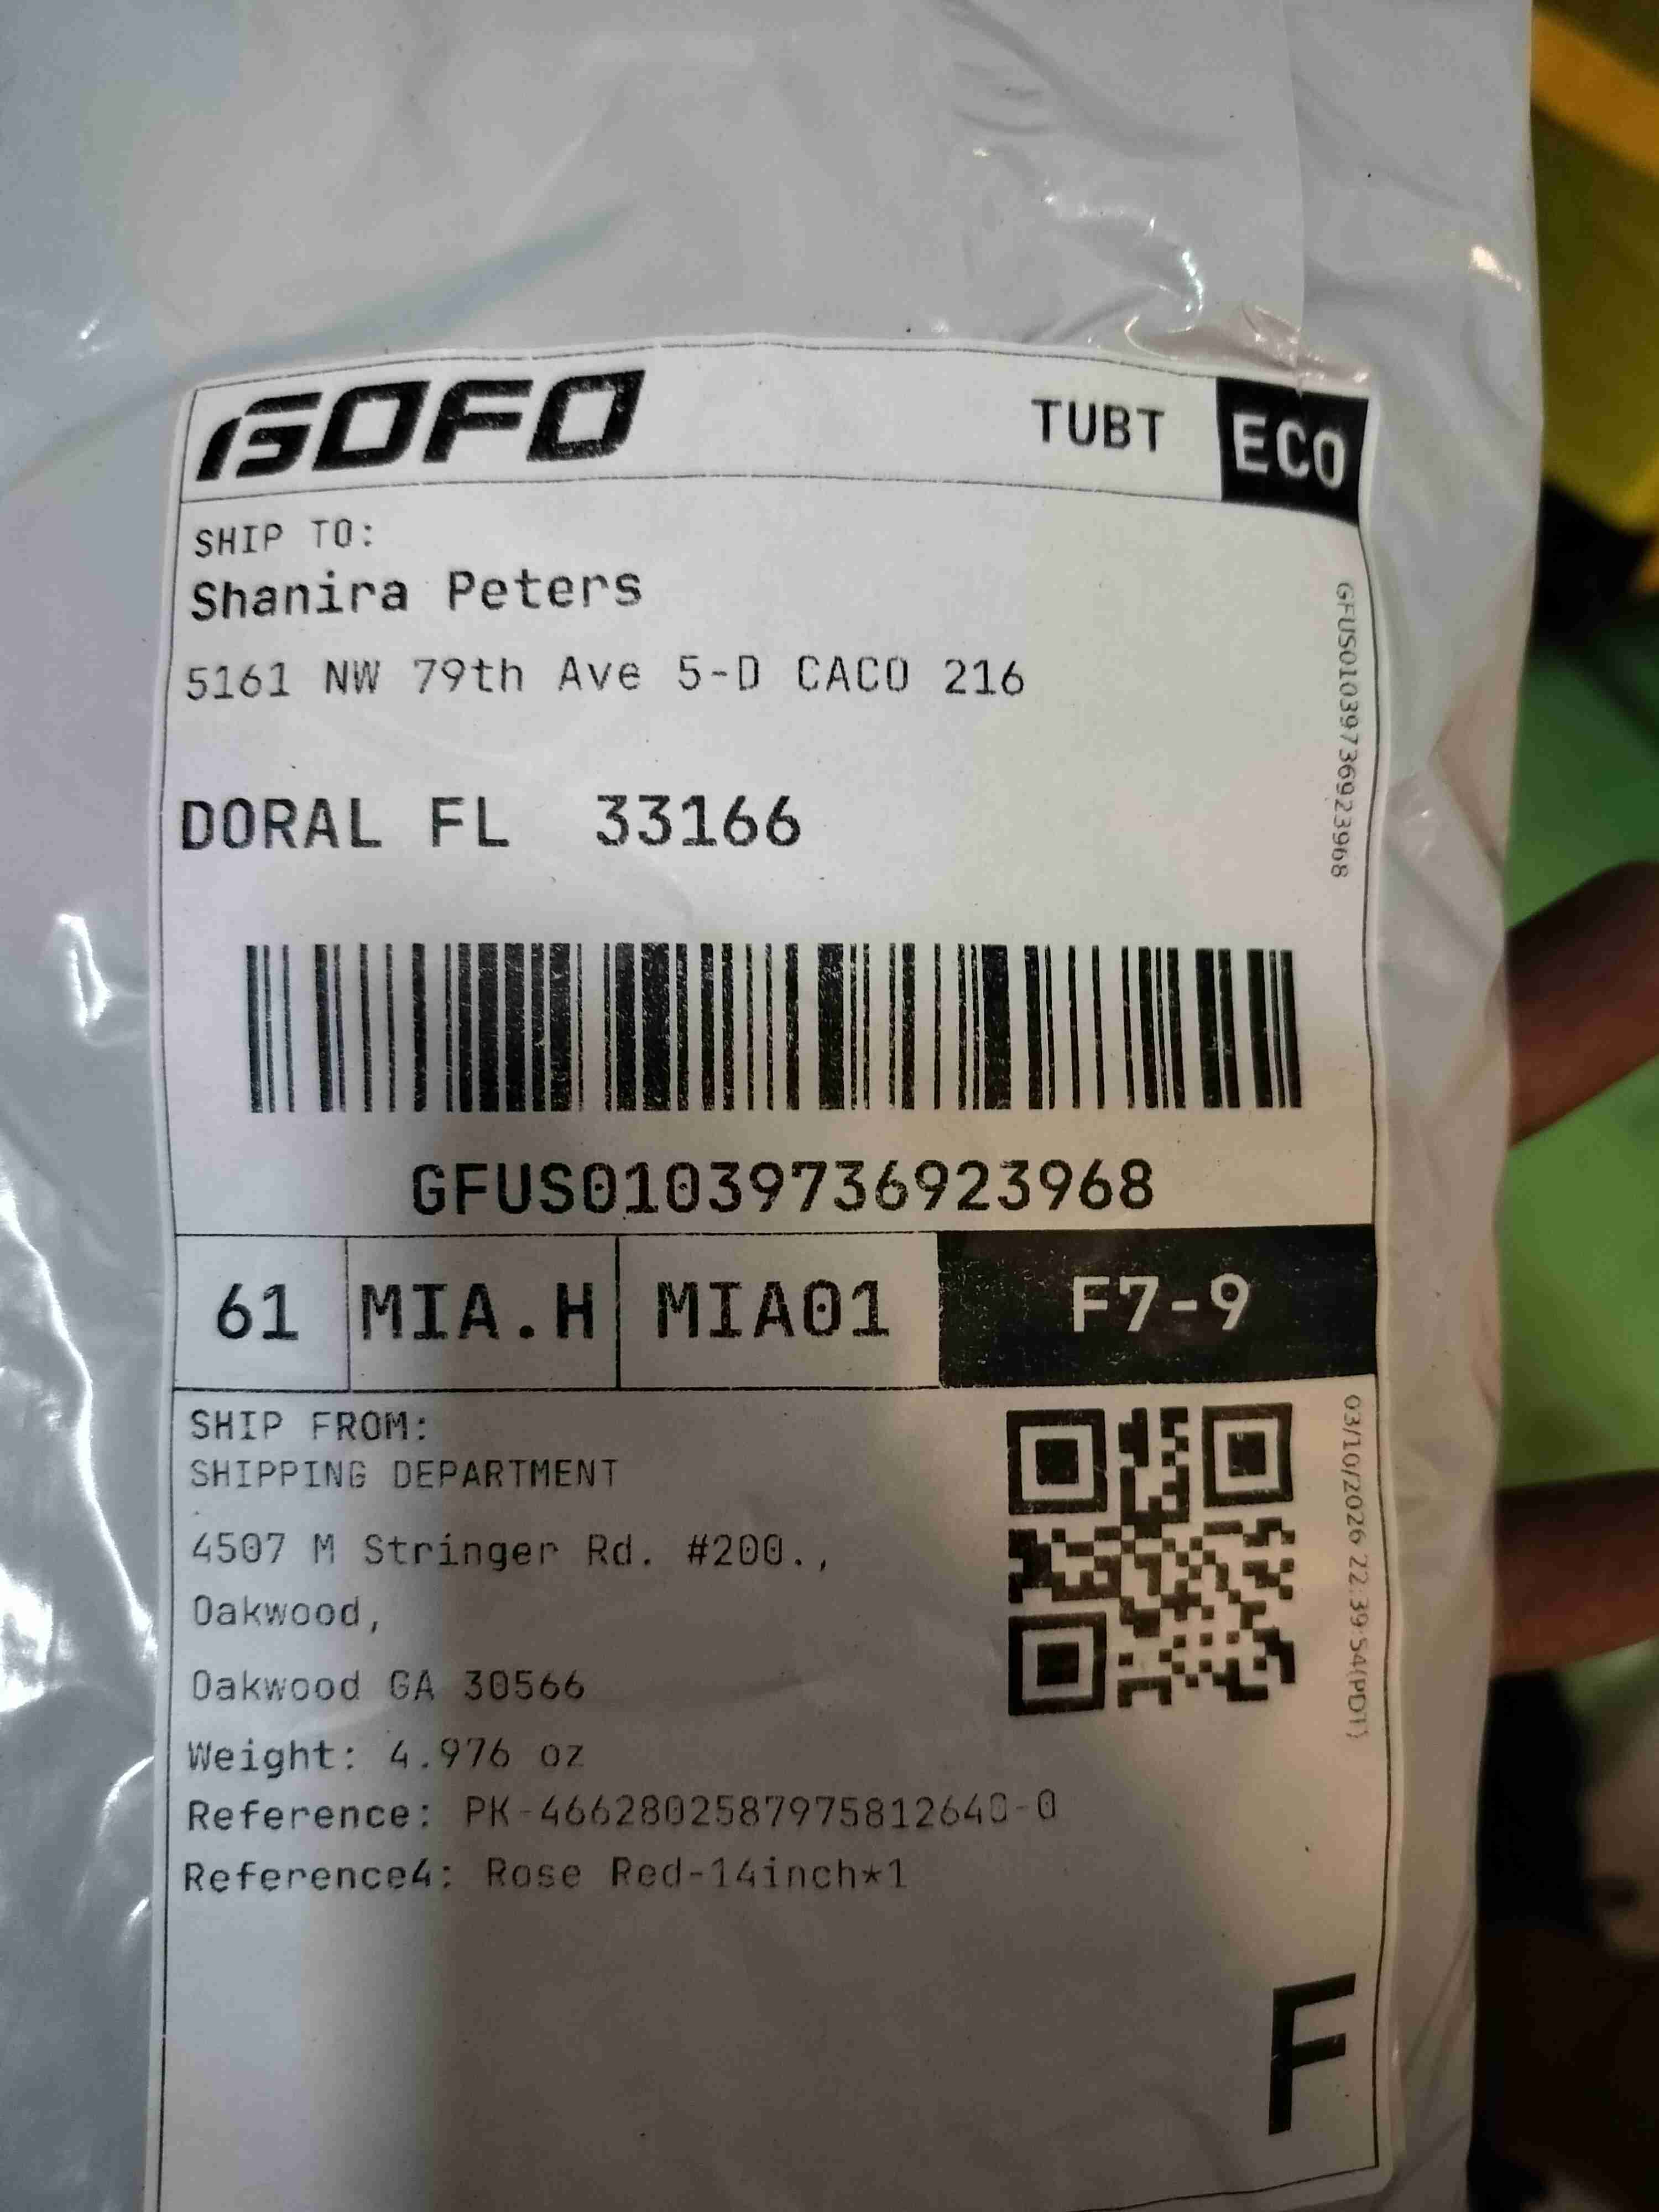 GOFO
TUBT
ECO
SHIP TO:
Shanira Peters
5161 NW 79th Ave 5-D CACO 216
DORAL FL 33166
GFUS01039736923968
GFUS01039736923968
61
MIA.H
MIA01
F7-9
SHIP FROM:
SHIPPING DEPARTMENT
4507 M Stringer Rd. #200.,
Oakwood,
Oakwood GA 30566
Weight: 4.976 oz
Reference: PK-4662802587975812640-0
Reference4: Rose Red-14inch*1
03/10/2026 22:39:54(PDT)
F